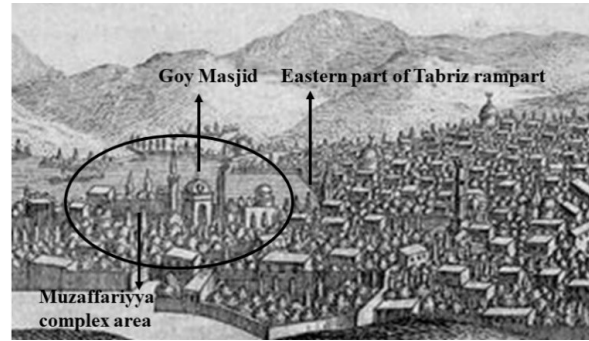 Goy Masjid
Eastern part of Tabriz rampart
Muzaffariyya
complex area